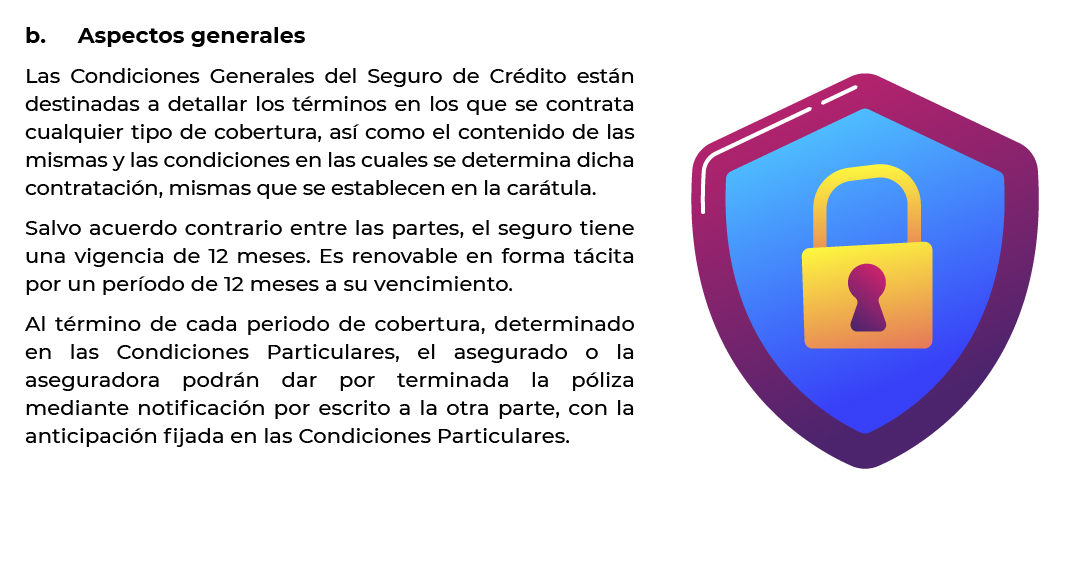 b. Aspectos generales
Las Condiciones Generales del Seguro de Crédito están
destinadas a detallar los términos en los que se contrata
cualquier tipo de cobertura, así como el contenido de las
mismas y las condiciones en las cuales se determina dicha
contratación, mismas que se establecen en la carátula.
Salvo acuerdo contrario entre las partes, el seguro tiene
una vigencia de 12 meses. Es renovable en forma tácita
por un período de 12 meses a su vencimiento.
Al término de cada periodo de cobertura, determinado
en las Condiciones Particulares, el asegurado o la
aseguradora podrán dar por terminada la póliza
mediante notificación por escrito a la otra parte, con la
anticipación fijada en las Condiciones Particulares.